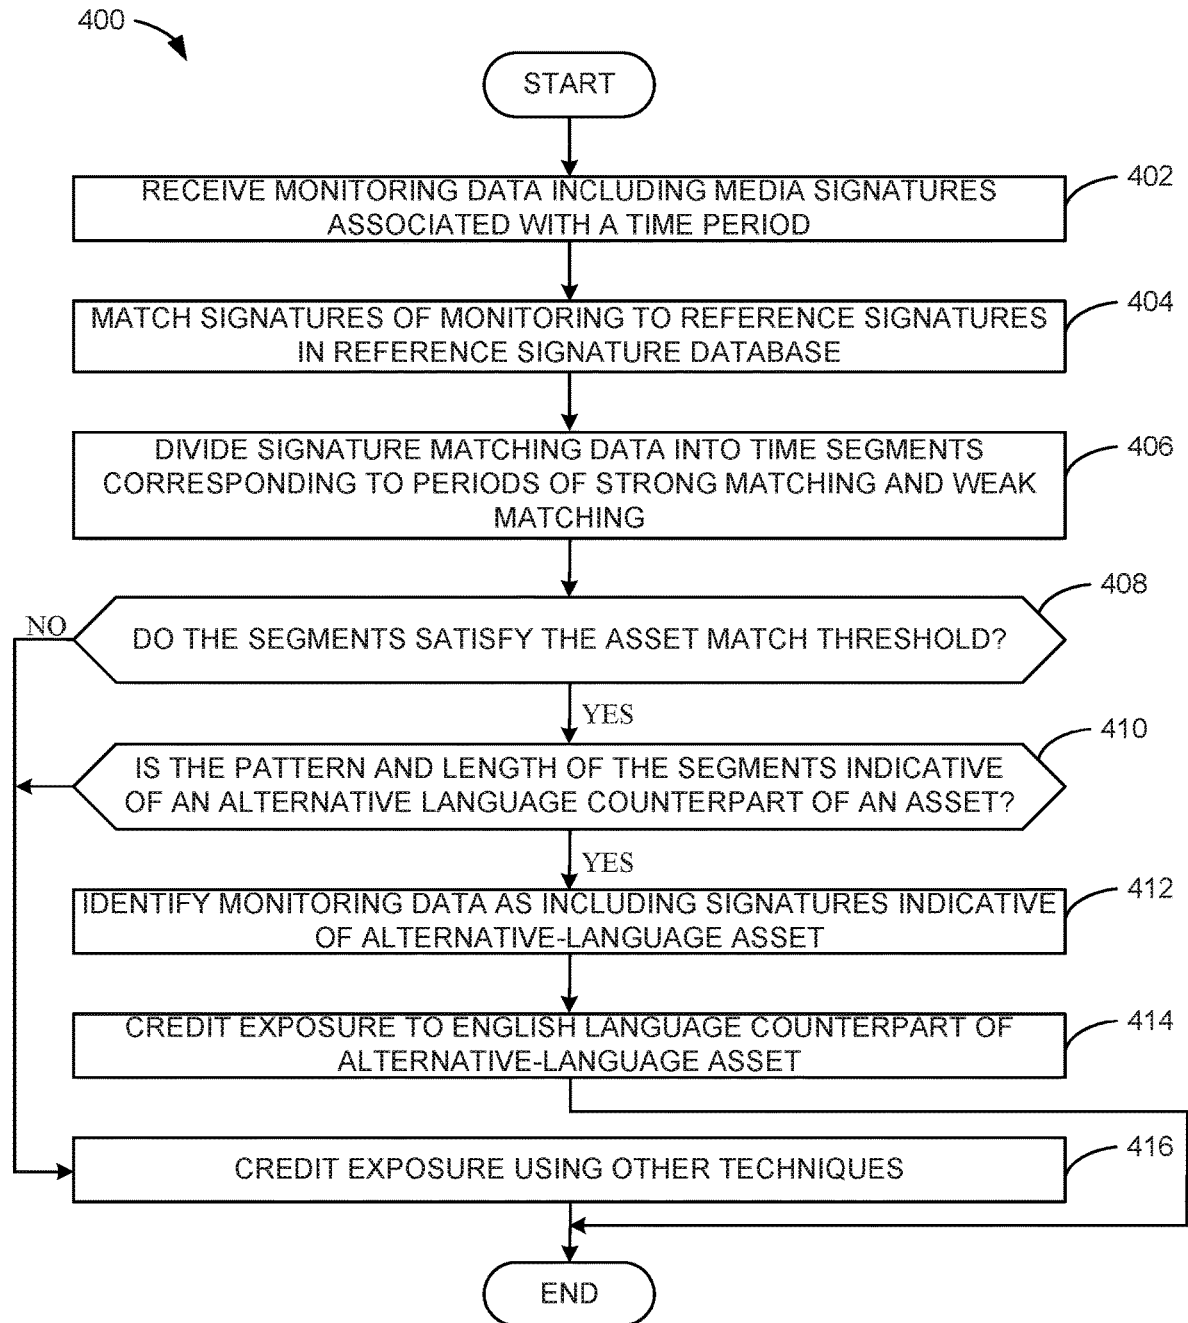 400
START
RECEIVE MONITORING DATA INCLUDING MEDIA SIGNATURES
ASSOCIATED WITH A TIME PERIOD
402
MATCH SIGNATURES OF MONITORING TO REFERENCE SIGNATURES
IN REFERENCE SIGNATURE DATABASE
404
DIVIDE SIGNATURE MATCHING DATA INTO TIME SEGMENTS
CORRESPONDING TO PERIODS OF STRONG MATCHING AND WEAK
MATCHING
406
DO THE SEGMENTS SATISFY THE ASSET MATCH THRESHOLD?
408
NO
YES
IS THE PATTERN AND LENGTH OF THE SEGMENTS INDICATIVE
OF AN ALTERNATIVE LANGUAGE COUNTERPART OF AN ASSET?
410
YES
IDENTIFY MONITORING DATA AS INCLUDING SIGNATURES INDICATIVE
OF ALTERNATIVE-LANGUAGE ASSET
412
CREDIT EXPOSURE TO ENGLISH LANGUAGE COUNTERPART OF
ALTERNATIVE-LANGUAGE ASSET
414
CREDIT EXPOSURE USING OTHER TECHNIQUES
416
END